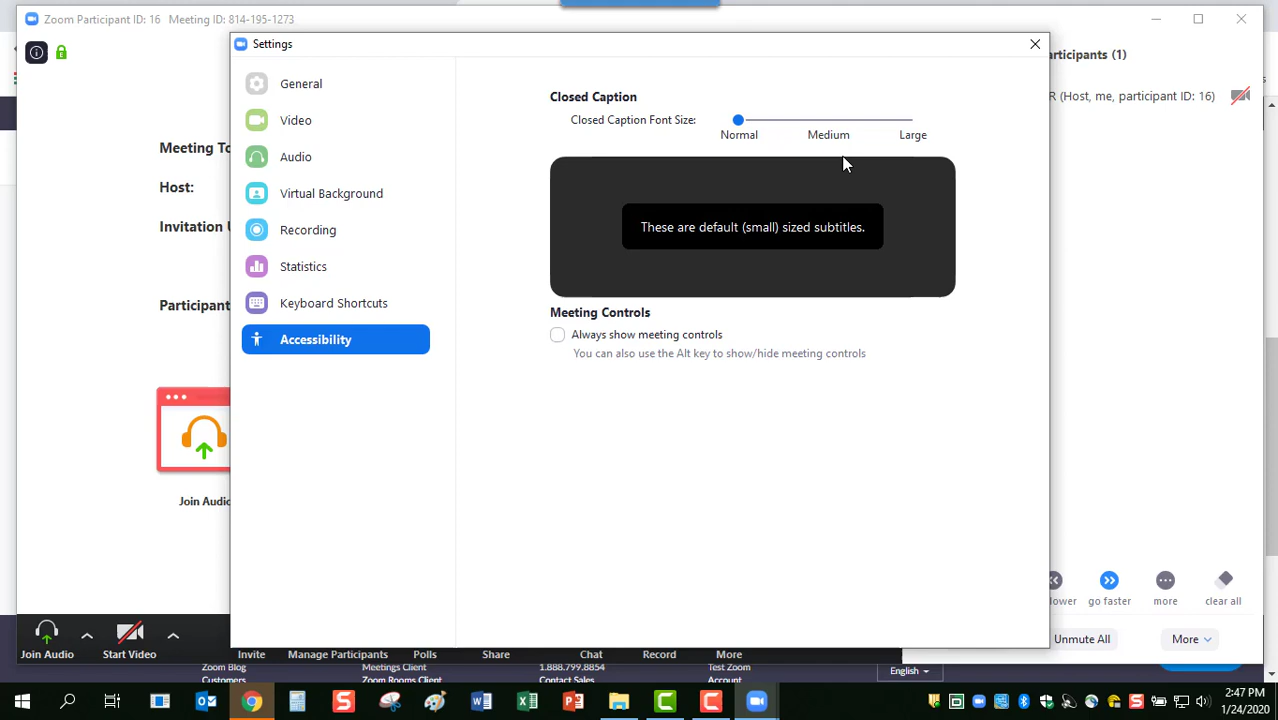 Zoom Participant ID: 16 Meeting ID: 814-195-1273
Settings
General
Video
Audio
Virtual Background
Recording
Statistics
Keyboard Shortcuts
Accessibility
Closed Caption
Closed Caption Font Size:
Normal Medium Large
These are default (small) sized subtitles.
Meeting Controls
Always show meeting controls
You can also use the Alt key to show/hide meeting controls
Meeting To
Host:
Invitation U
Participant
Join Audio
articipants (1)
R (Host, me, participant ID: 16)
lower go faster more clear all
Unmute All More
Join Audio Start Video Invite Manage Participants Polls Share Chat Record More
Zoom Blog Meetings Client 1.888.799.8854 Test Zoom English
Customers Zoom Rooms Client Contact Sales Account
2:47 PM
1/24/2020